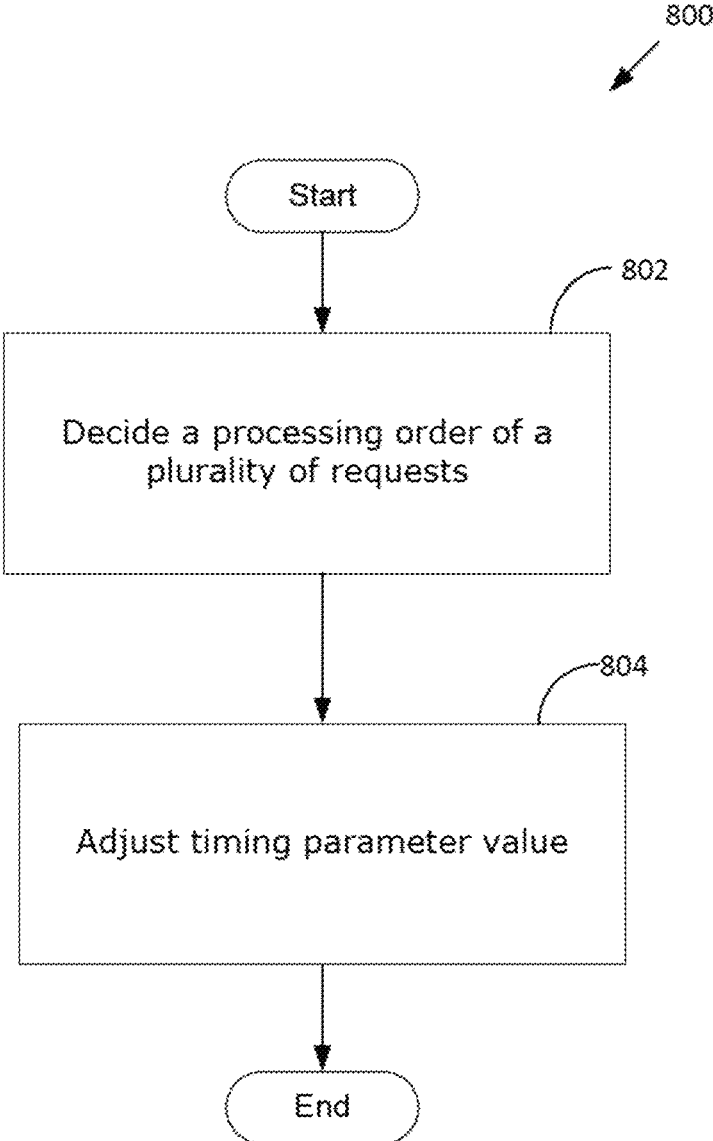 800
Start
802
Decide a processing order of a
plurality of requests
804
Adjust timing parameter value
End